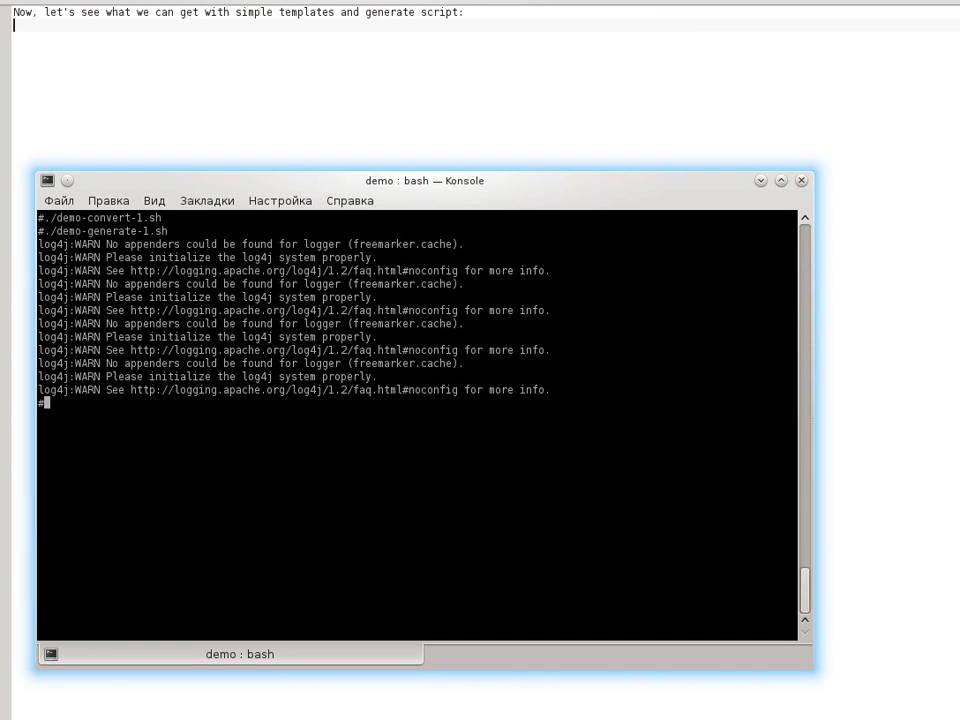 Now, let's see what we can get with simple templates and generate script:
demo : bash — Konsole
Файл Правка Вид Закладки Настройка Справка
#./demo-convert-1.sh
#./demo-generate-1.sh
log4j:WARN No appenders could be found for logger (freemarker.cache).
log4j:WARN Please initialize the log4j system properly.
log4j:WARN See http://logging.apache.org/log4j/1.2/faq.html#noconfig for more info.
log4j:WARN No appenders could be found for logger (freemarker.cache).
log4j:WARN Please initialize the log4j system properly.
log4j:WARN See http://logging.apache.org/log4j/1.2/faq.html#noconfig for more info.
log4j:WARN No appenders could be found for logger (freemarker.cache).
log4j:WARN Please initialize the log4j system properly.
log4j:WARN See http://logging.apache.org/log4j/1.2/faq.html#noconfig for more info.
log4j:WARN No appenders could be found for logger (freemarker.cache).
log4j:WARN Please initialize the log4j system properly.
log4j:WARN See http://logging.apache.org/log4j/1.2/faq.html#noconfig for more info.
#
demo : bash